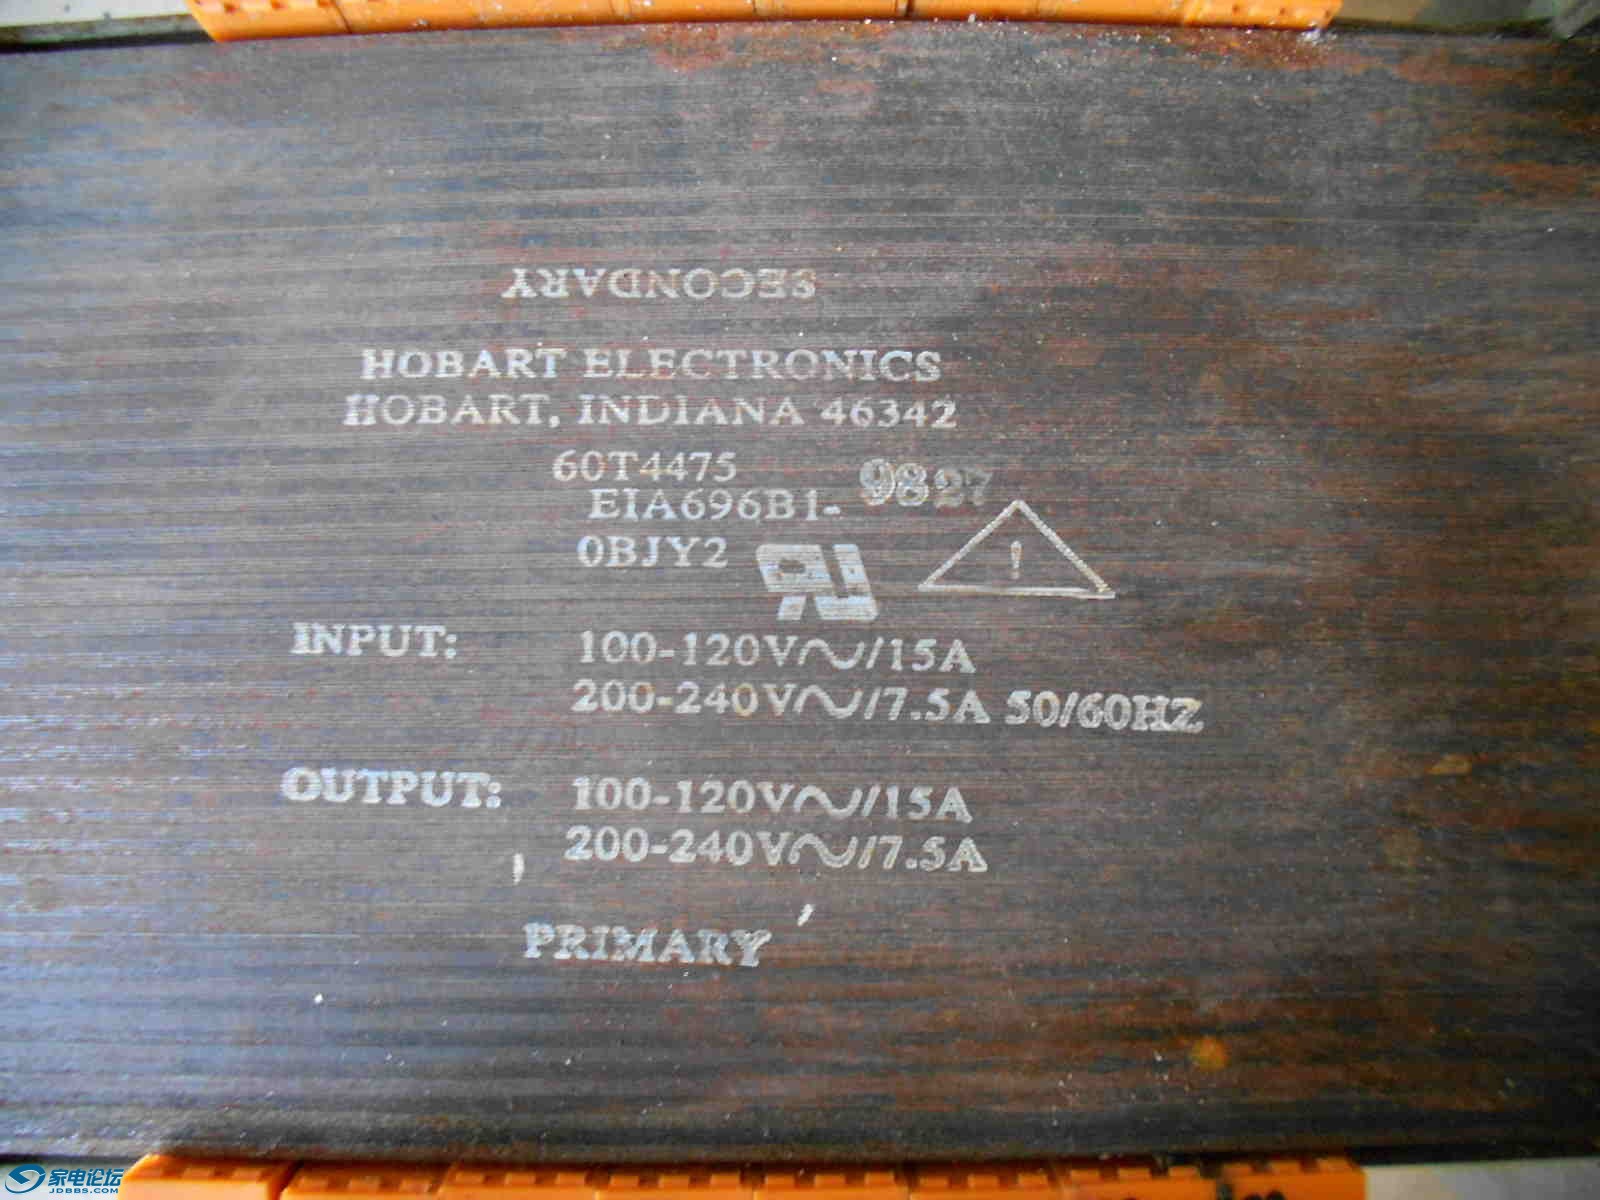 SECONDARY
HOBART ELECTRONICS
HOBART, INDIANA 46342
60T4475
EIA696B1- 9827
0BJY2
!
INPUT: 100-120V∿/15A
200-240V∿/7.5A 50/60HZ
OUTPUT: 100-120V∿/15A
200-240V∿/7.5A
PRIMARY
家电论坛
JDBBS.COM